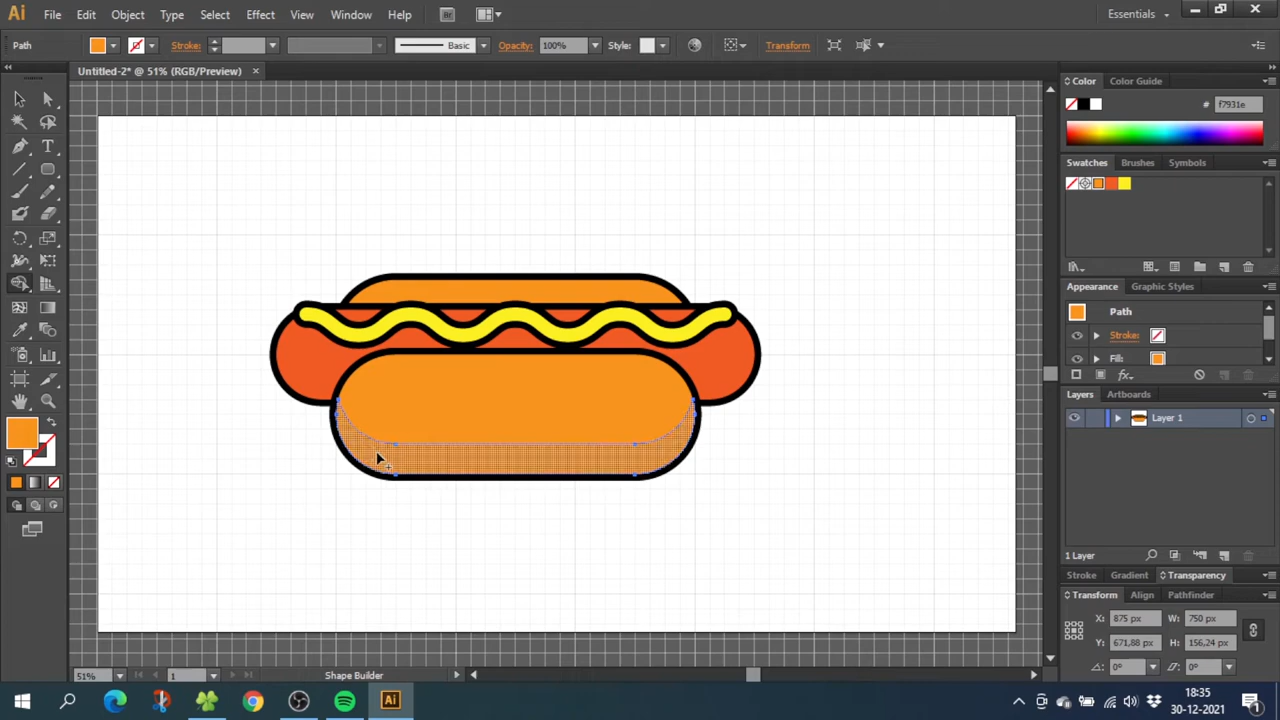 Ai File Edit Object Type Select Effect View Window Help Br Essentials
Path Stroke: Basic Opacity: 100% Style: Transform
Untitled-2* @ 51% (RGB/Preview)
Color Color Guide
# f7931e
Swatches Brushes Symbols
Appearance Graphic Styles
Path
Stroke:
Fill:
fx
Layers Artboards
Layer 1
1 Layer
Stroke Gradient Transparency
Transform Align Pathfinder
X: 875 px W: 750 px
Y: 671,88 px H: 156,24 px
0° 0°
51% 1 Shape Builder
Ai
18:35
30-12-2021
1